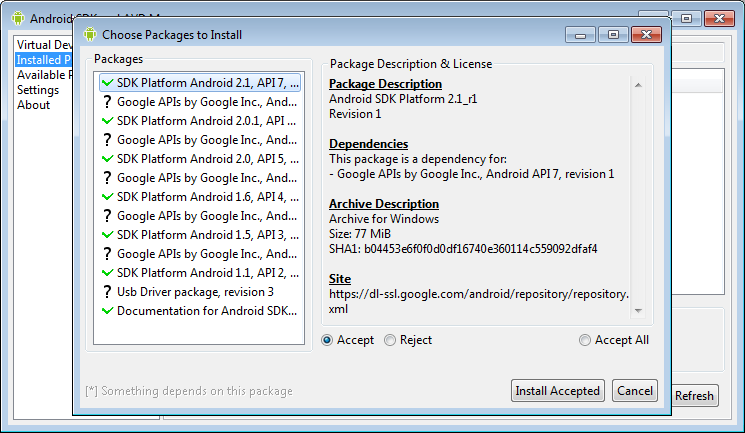 Android SDK and AVD M
Choose Packages to Install
Virtual Dev
Installed P
Available P
Settings
About
Packages
SDK Platform Android 2.1, API 7, ...
Google APIs by Google Inc., And...
SDK Platform Android 2.0.1, API ...
Google APIs by Google Inc., And...
SDK Platform Android 2.0, API 5, ...
Google APIs by Google Inc., And...
SDK Platform Android 1.6, API 4, ...
Google APIs by Google Inc., And...
SDK Platform Android 1.5, API 3, ...
Google APIs by Google Inc., And...
SDK Platform Android 1.1, API 2, ...
Usb Driver package, revision 3
Documentation for Android SDK...
Package Description & License
Package Description
Android SDK Platform 2.1_r1
Revision 1
Dependencies
This package is a dependency for:
- Google APIs by Google Inc., Android API 7, revision 1
Archive Description
Archive for Windows
Size: 77 MiB
SHA1: b04453e6f0f0d0df16740e360114c559092dfaf4
Site
https://dl-ssl.google.com/android/repository/repository.
xml
Accept Reject Accept All
[*] Something depends on this package
Install Accepted Cancel
Refresh